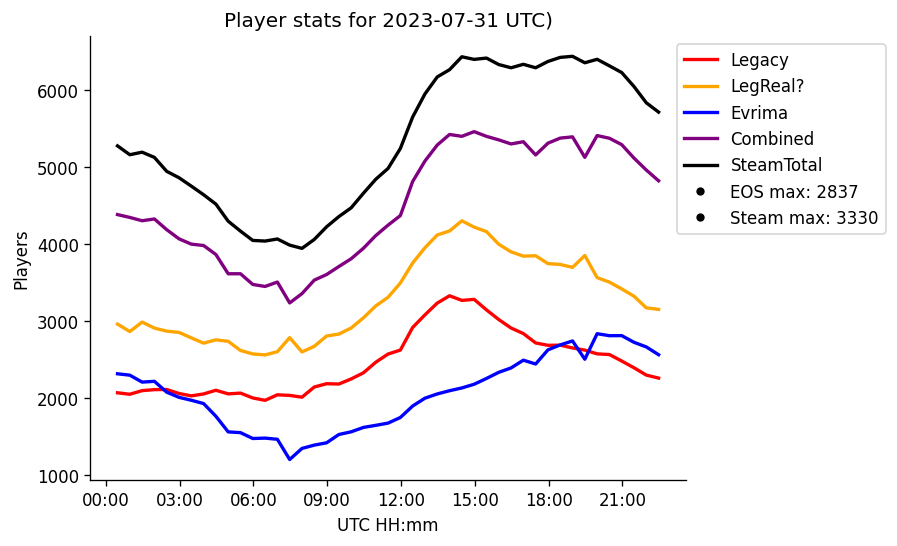 Player stats for 2023-07-31 UTC)
Legacy
LegReal?
Evrima
Combined
SteamTotal
EOS max: 2837
Steam max: 3330
Players
6000
5000
4000
3000
2000
1000
00:00 03:00 06:00 09:00 12:00 15:00 18:00 21:00
UTC HH:mm